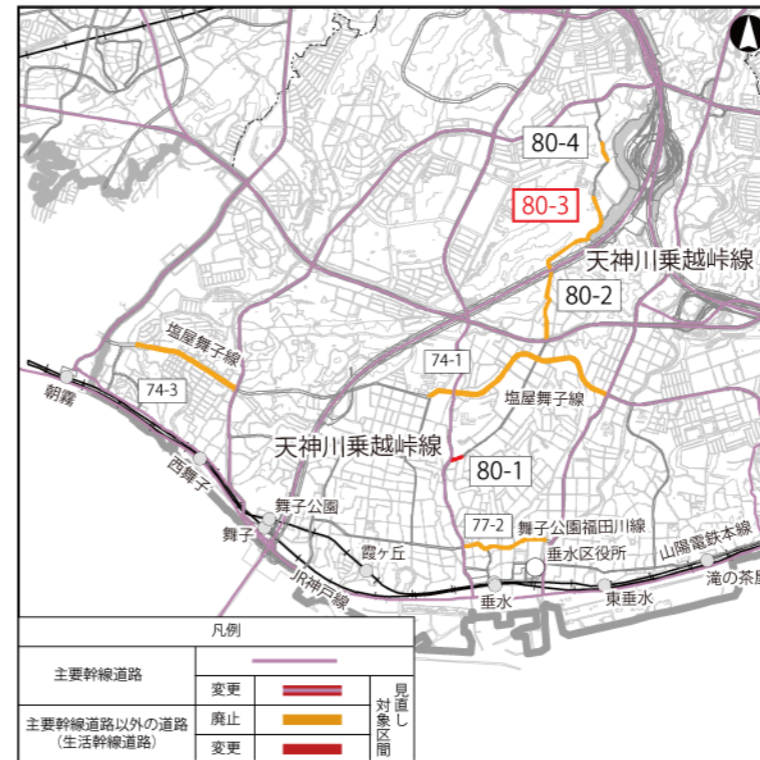 80-4
80-3
天神川乗越峠線
80-2
塩屋舞子線
74-1
74-3
塩屋舞子線
朝霧
天神川乗越峠線
80-1
西舞子
舞子公園
77-2
舞子公園福田川線
舞子
霞ヶ丘
垂水区役所
山陽電鉄本線
JR神戸線
垂水
東垂水
滝の茶屋
凡例
主要幹線道路
変更
主要幹線道路以外の道路
(生活幹線道路)
廃止
変更
見直し
対象区間